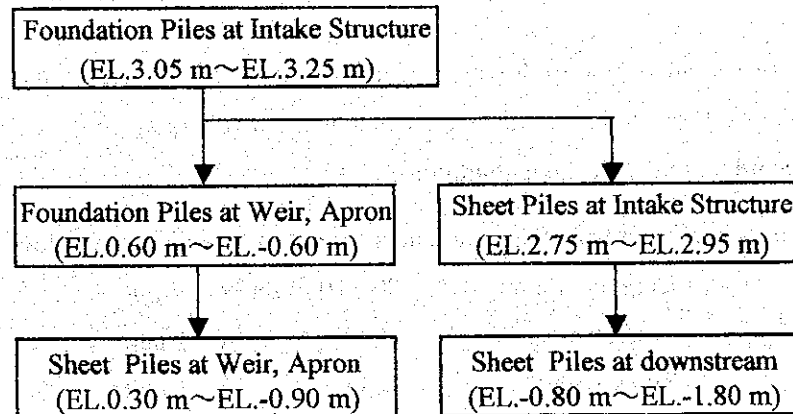 Foundation Piles at Intake Structure
(EL.3.05 m～EL.3.25 m)
Foundation Piles at Weir, Apron
(EL.0.60 m～EL.-0.60 m)
Sheet Piles at Intake Structure
(EL.2.75 m～EL.2.95 m)
Sheet Piles at Weir, Apron
(EL.0.30 m～EL.-0.90 m)
Sheet Piles at downstream
(EL.-0.80 m～EL.-1.80 m)